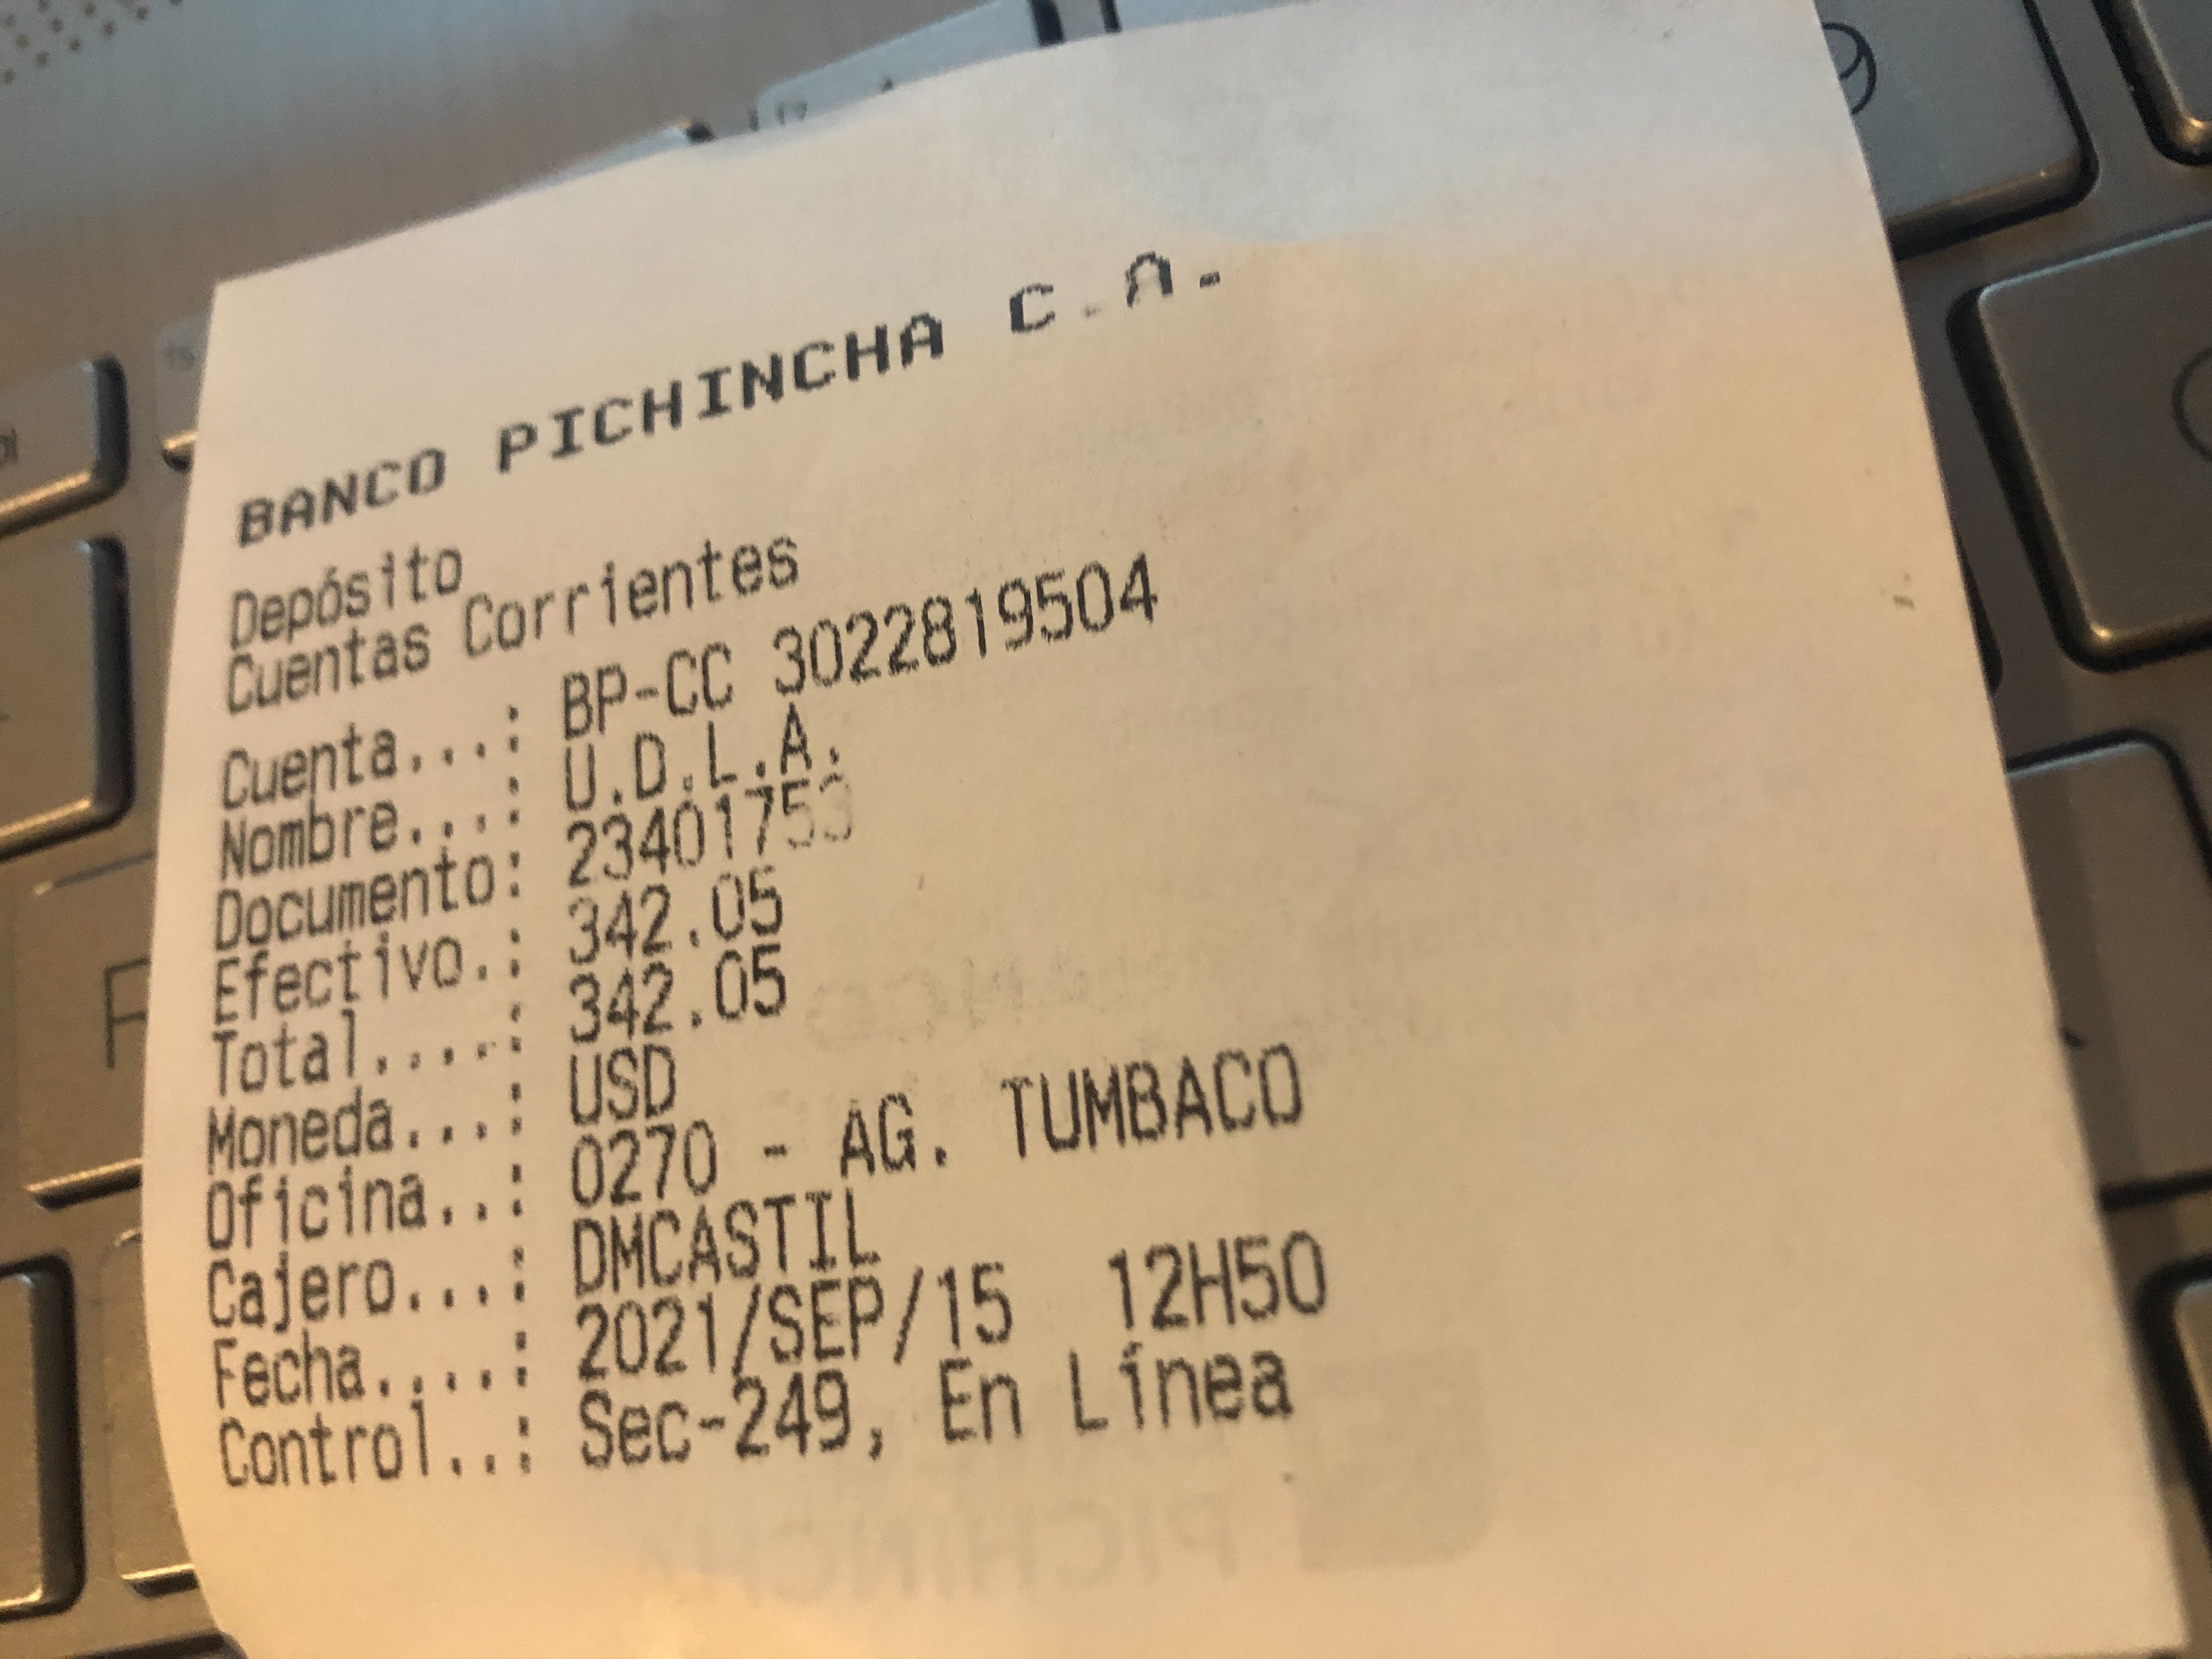 BANCO PICHINCHA C.A.
Depósito
Cuentas Corrientes
Cuenta...: BP-CC 3022819504
Nombre...: U.D.L.A.
Documento: 23401753
Efectivo.: 342.05
Total....: 342.05
Moneda...: USD
Oficina..: 0270 - AG. TUMBACO
Cajero...: DMCASTIL
Fecha....: 2021/SEP/15 12H50
Control..: Sec-249, En Línea